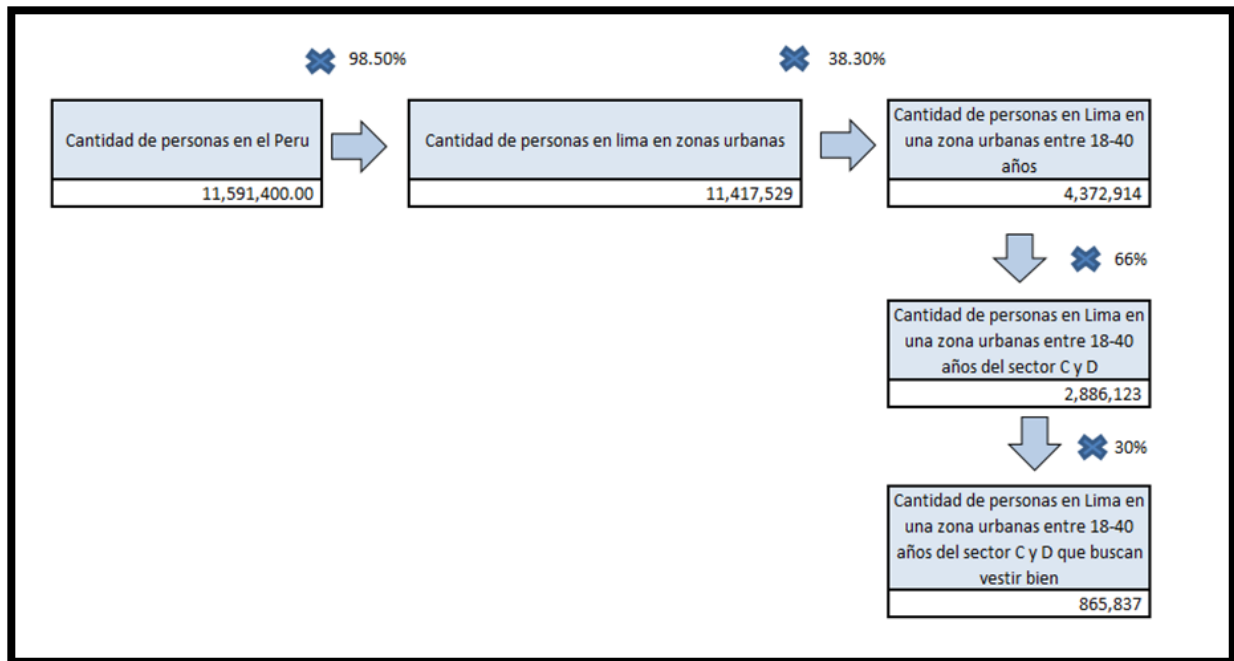 98.50%
38.30%
Cantidad de personas en el Peru
11,591,400.00
Cantidad de personas en lima en zonas urbanas
11,417,529
Cantidad de personas en Lima en
una zona urbanas entre 18-40
años
4,372,914
66%
Cantidad de personas en Lima en
una zona urbanas entre 18-40
años del sector C y D
2,886,123
30%
Cantidad de personas en Lima en
una zona urbanas entre 18-40
años del sector C y D que buscan
vestir bien
865,837